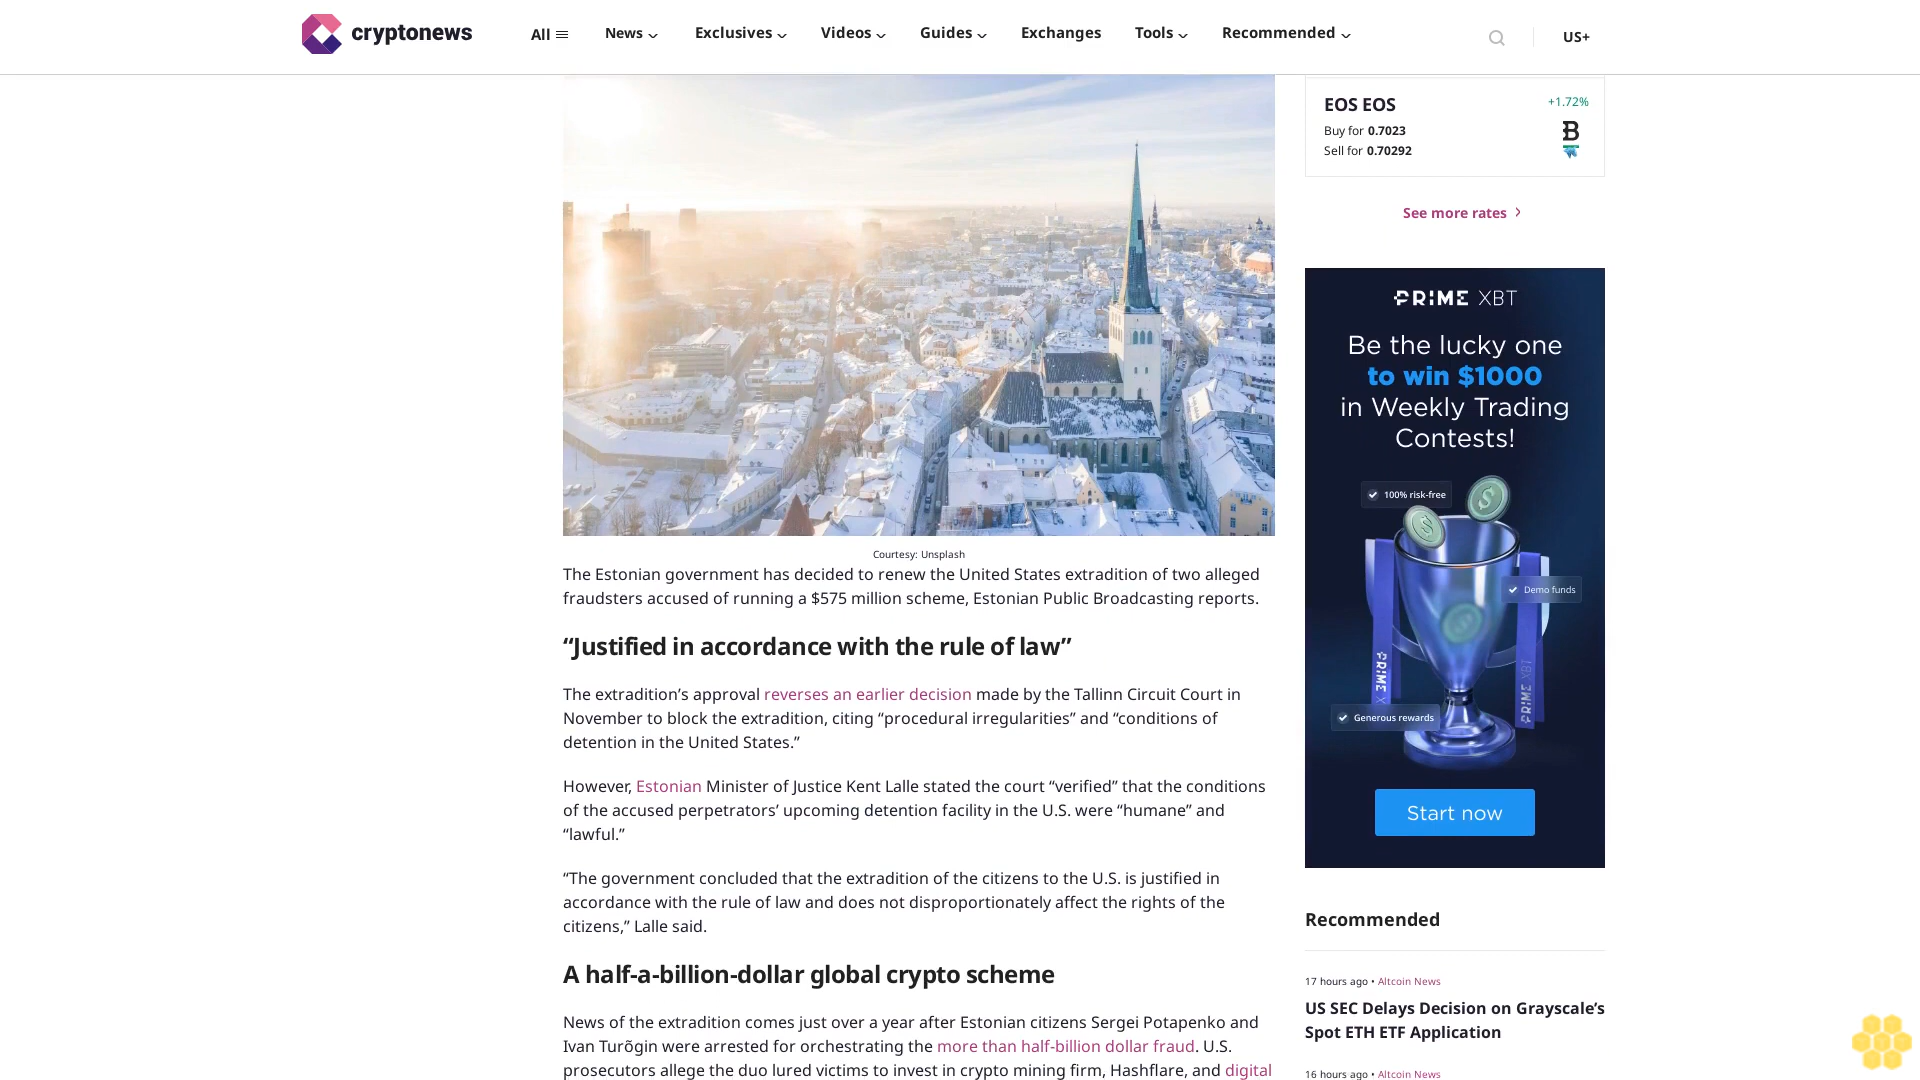 cryptonews
All
News
Exclusives
Videos
Guides
Exchanges
Tools
Recommended
US+
EOS EOS
+1.72%
Buy for 0.7023
Sell for 0.70292
See more rates
PRIME XBT
Be the lucky one
to win $1000
in Weekly Trading
Contests!
100% risk-free
Demo funds
PRIME X
PRIME XBT
Generous rewards
Start now
Courtesy: Unsplash
The Estonian government has decided to renew the United States extradition of two alleged
fraudsters accused of running a $575 million scheme, Estonian Public Broadcasting reports.
“Justified in accordance with the rule of law”
The extradition’s approval reverses an earlier decision made by the Tallinn Circuit Court in
November to block the extradition, citing “procedural irregularities” and “conditions of
detention in the United States.”
However, Estonian Minister of Justice Kent Lalle stated the court “verified” that the conditions
of the accused perpetrators’ upcoming detention facility in the U.S. were “humane” and
“lawful.”
“The government concluded that the extradition of the citizens to the U.S. is justified in
accordance with the rule of law and does not disproportionately affect the rights of the
citizens,” Lalle said.
A half-a-billion-dollar global crypto scheme
News of the extradition comes just over a year after Estonian citizens Sergei Potapenko and
Ivan Turõgin were arrested for orchestrating the more than half-billion dollar fraud. U.S.
prosecutors allege the duo lured victims to invest in crypto mining firm, Hashflare, and digital
Recommended
17 hours ago • Altcoin News
US SEC Delays Decision on Grayscale’s
Spot ETH ETF Application
16 hours ago • Altcoin News